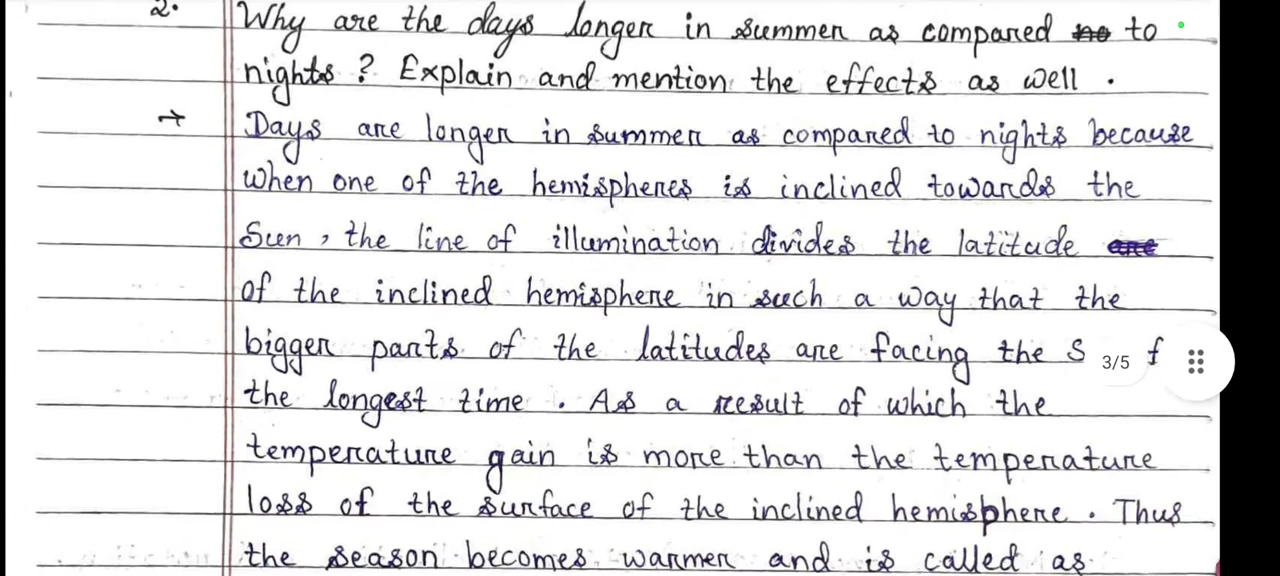 2. Why are the days longer in summer as compared no to
nights ? Explain and mention the effects as well .
→ Days are longer in summer as compared to nights because
when one of the hemispheres is inclined towards the
Sun , the line of illumination divides the latitude are
of the inclined hemisphere in such a way that the
bigger parts of the latitudes are facing the S 3/5 f
the longest time . As a result of which the
temperature gain is more than the temperature
loss of the surface of the inclined hemisphere . Thus
the season becomes warmer and is called as